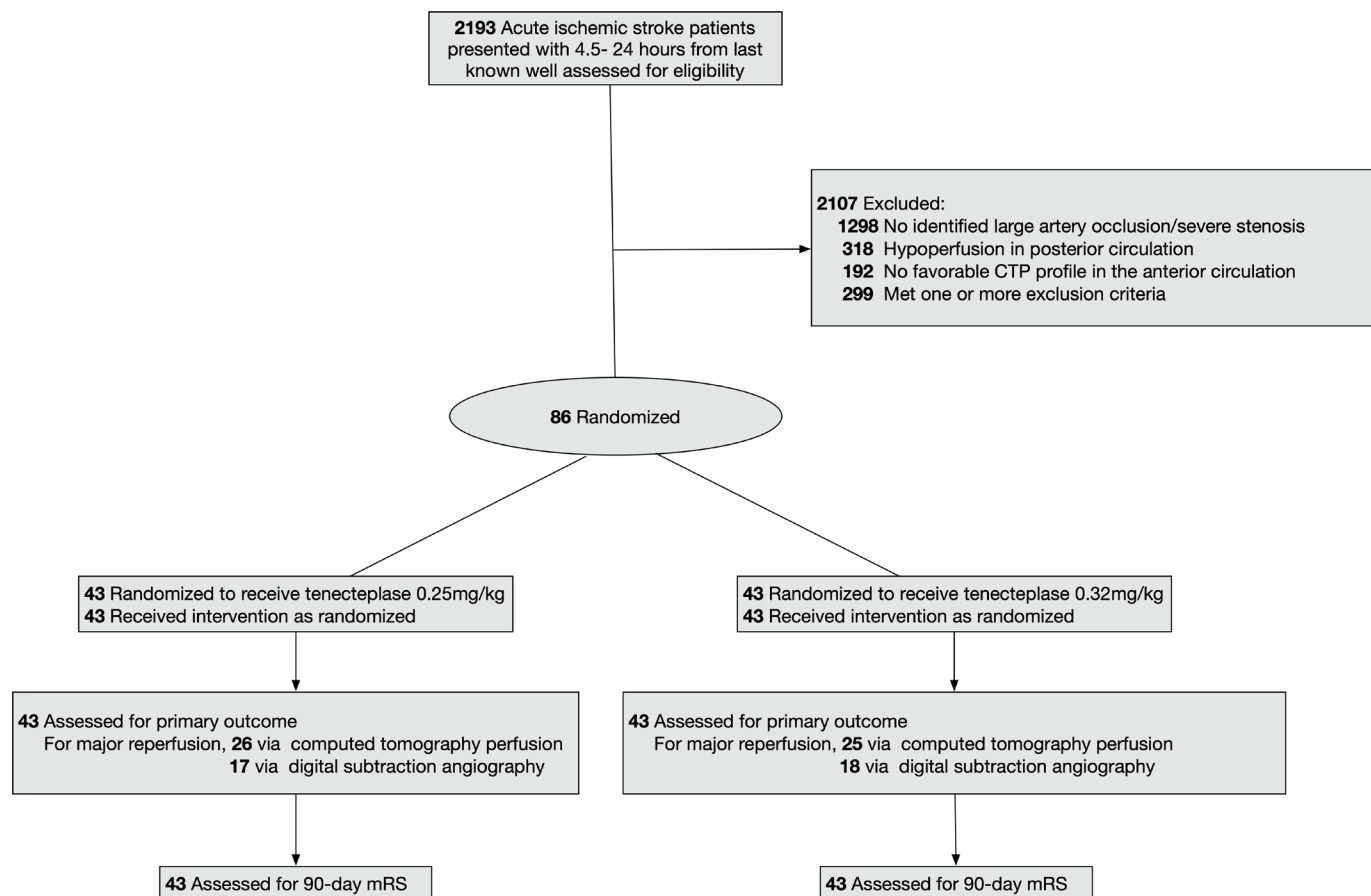 2193 Acute ischemic stroke patients
presented with 4.5- 24 hours from last
known well assessed for eligibility
2107 Excluded:
1298 No identified large artery occlusion/severe stenosis
318 Hypoperfusion in posterior circulation
192 No favorable CTP profile in the anterior circulation
299 Met one or more exclusion criteria
86 Randomized
43 Randomized to receive tenecteplase 0.25mg/kg
43 Received intervention as randomized
43 Randomized to receive tenecteplase 0.32mg/kg
43 Received intervention as randomized
43 Assessed for primary outcome
For major reperfusion, 26 via computed tomography perfusion
17 via digital subtraction angiography
43 Assessed for primary outcome
For major reperfusion, 25 via computed tomography perfusion
18 via digital subtraction angiography
43 Assessed for 90-day mRS
43 Assessed for 90-day mRS